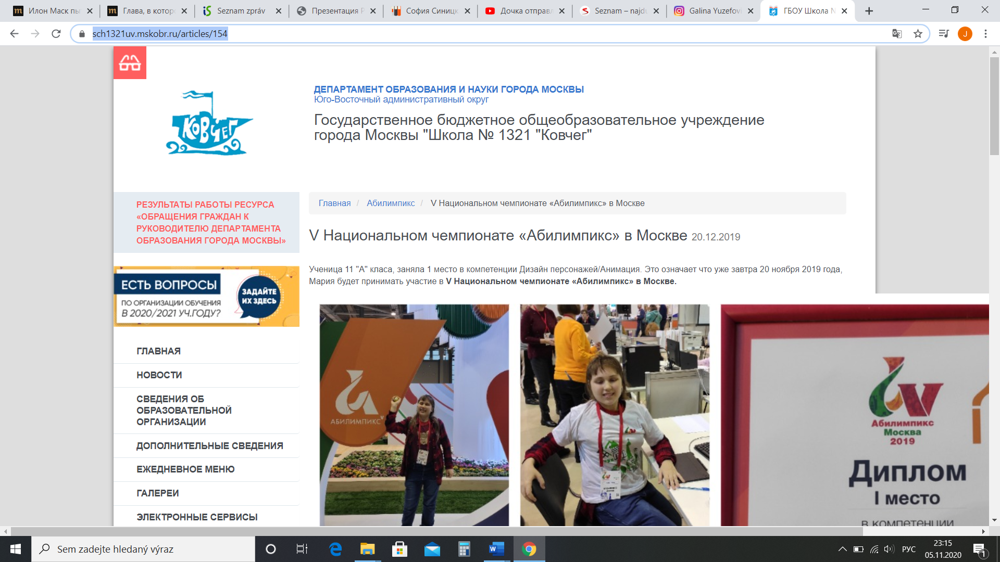 Илон Маск пы
Глава, в котор
Seznam zpráv
Презентация Р
София Синицк
Дочка отправл
Seznam – najdu
Galina Yuzefovi
ГБОУ Школа N
sch1321uv.mskobr.ru/articles/154
J
КОВЧЕГ
ДЕПАРТАМЕНТ ОБРАЗОВАНИЯ И НАУКИ ГОРОДА МОСКВЫ
Юго-Восточный административный округ
Государственное бюджетное общеобразовательное учреждение
города Москвы "Школа № 1321 "Ковчег"
РЕЗУЛЬТАТЫ РАБОТЫ РЕСУРСА
«ОБРАЩЕНИЯ ГРАЖДАН К
РУКОВОДИТЕЛЮ ДЕПАРТАМЕНТА
ОБРАЗОВАНИЯ ГОРОДА МОСКВЫ»
ЕСТЬ ВОПРОСЫ
ПО ОРГАНИЗАЦИИ ОБУЧЕНИЯ
В 2020/2021 УЧ.ГОДУ?
ЗАДАЙТЕ
ИХ ЗДЕСЬ
ГЛАВНАЯ
НОВОСТИ
СВЕДЕНИЯ ОБ
ОБРАЗОВАТЕЛЬНОЙ
ОРГАНИЗАЦИИ
ДОПОЛНИТЕЛЬНЫЕ СВЕДЕНИЯ
ЕЖЕДНЕВНОЕ МЕНЮ
ГАЛЕРЕИ
ЭЛЕКТРОННЫЕ СЕРВИСЫ
Главная / Абилимпикс / V Национальном чемпионате «Абилимпикс» в Москве
V Национальном чемпионате «Абилимпикс» в Москве 20.12.2019
Ученица 11 "А" класа, заняла 1 место в компетенции Дизайн персонажей/Анимация. Это означает что уже завтра 20 ноября 2019 года,
Мария будет принимать участие в V Национальном чемпионате «Абилимпикс» в Москве.
АБИЛИМПИКС V
V
Абилимпикс
Москва
2019
Диплом
I место
в компетенции
Sem zadejte hledaný výraz
РУС
23:15
05.11.2020
1